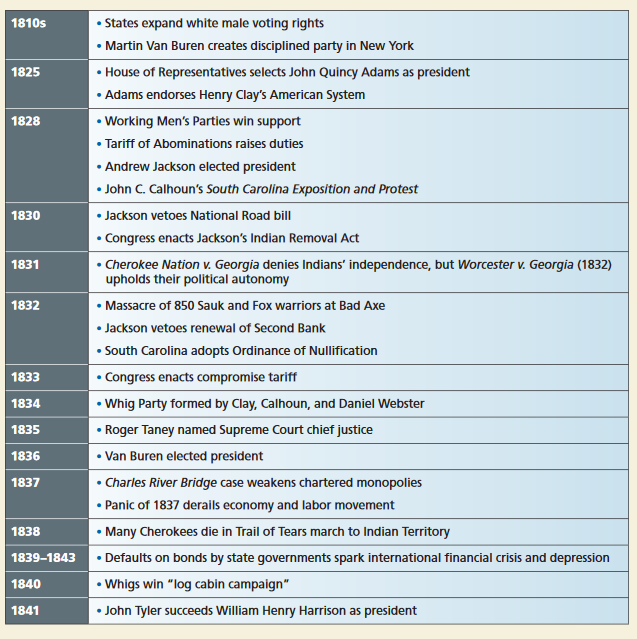 1810s
• States expand white male voting rights
• Martin Van Buren creates disciplined party in New York
1825
• House of Representatives selects John Quincy Adams as president
• Adams endorses Henry Clay's American System
1828
• Working Men's Parties win support
• Tariff of Abominations raises duties
• Andrew Jackson elected president
• John C. Calhoun's South Carolina Exposition and Protest
1830
• Jackson vetoes National Road bill
• Congress enacts Jackson's Indian Removal Act
1831
• Cherokee Nation v. Georgia denies Indians' independence, but Worcester v. Georgia (1832)
upholds their political autonomy
1832
• Massacre of 850 Sauk and Fox warriors at Bad Axe
• Jackson vetoes renewal of Second Bank
• South Carolina adopts Ordinance of Nullification
1833
• Congress enacts compromise tariff
1834
• Whig Party formed by Clay, Calhoun, and Daniel Webster
1835
• Roger Taney named Supreme Court chief justice
1836
• Van Buren elected president
1837
• Charles River Bridge case weakens chartered monopolies
• Panic of 1837 derails economy and labor movement
1838
• Many Cherokees die in Trail of Tears march to Indian Territory
1839–1843
• Defaults on bonds by state governments spark international financial crisis and depression
1840
• Whigs win "log cabin campaign"
1841
• John Tyler succeeds William Henry Harrison as president